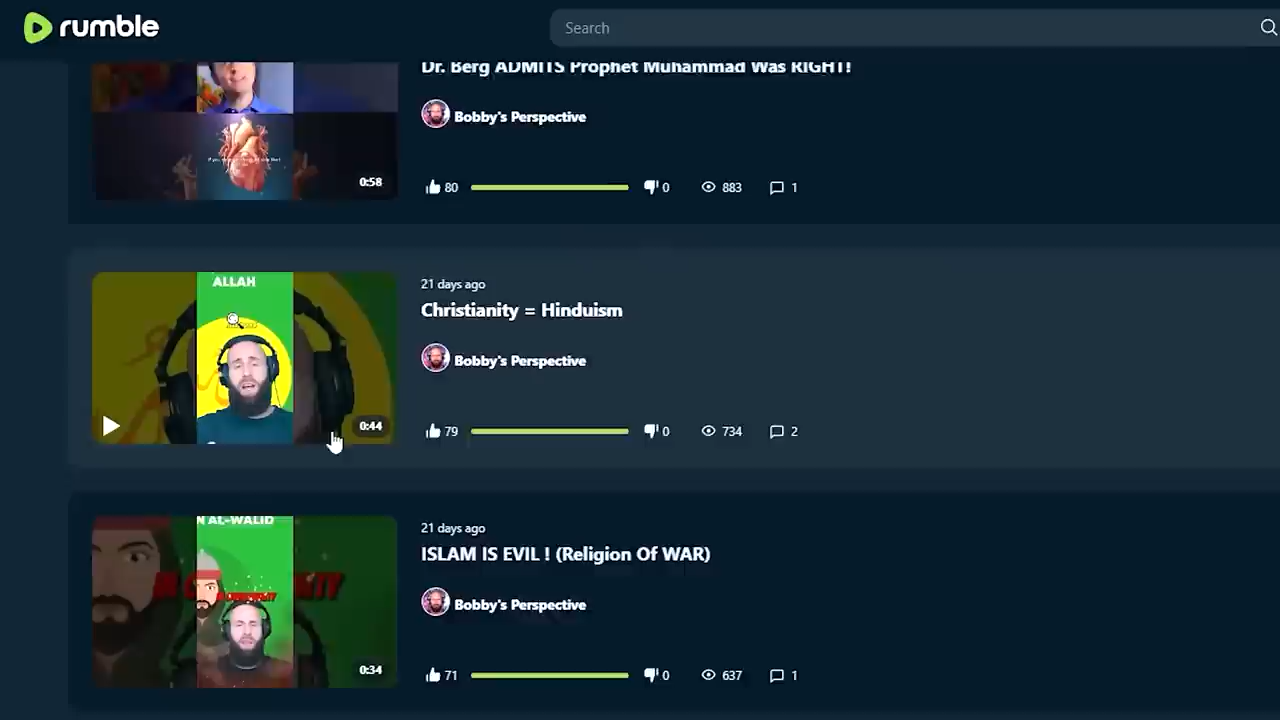 rumble
Search
Dr. Berg ADMITS Prophet Muhammad Was RIGHT!
Bobby's Perspective
0:58
80
0
883
1
ALLAH
21 days ago
Christianity = Hinduism
Bobby's Perspective
0:44
79
0
734
2
N AL-WALID
21 days ago
ISLAM IS EVIL ! (Religion Of WAR)
Bobby's Perspective
0:34
71
0
637
1